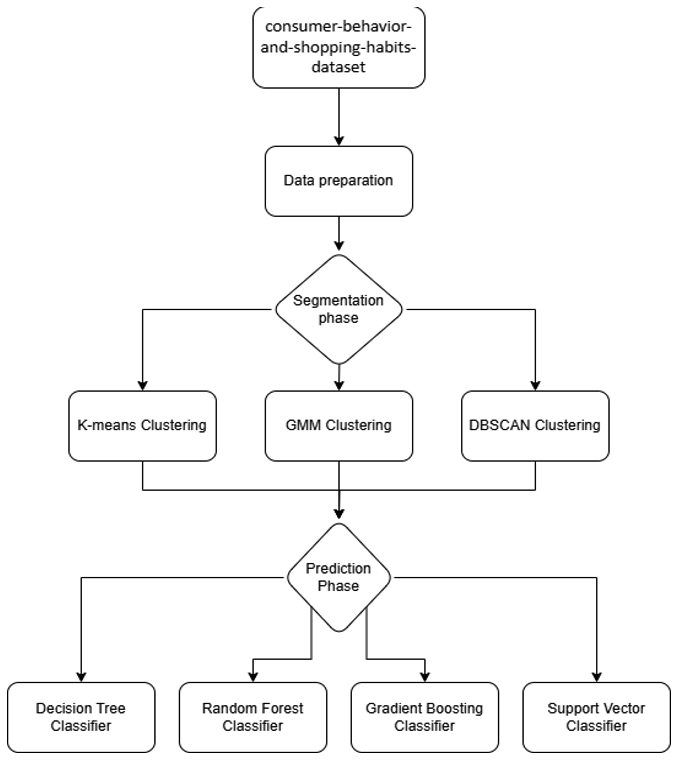 consumer-behavior-
and-shopping-habits-
dataset
Data preparation
Segmentation
phase
K-means Clustering
GMM Clustering
DBSCAN Clustering
Prediction
Phase
Decision Tree
Classifier
Random Forest
Classifier
Gradient Boosting
Classifier
Support Vector
Classifier